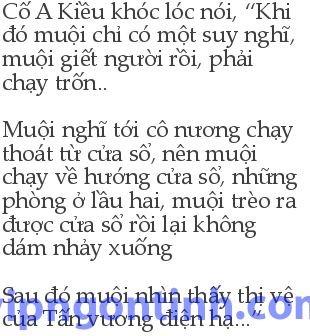 Cố A Kiều khóc lóc nói, “Khi
đó muội chỉ có một suy nghĩ,
muội giết người rồi, phải
chạy trốn..
Muội nghĩ tới cô nương chạy
thoát từ cửa sổ, nên muội
chạy về hướng cửa sổ, những
phòng ở lầu hai, muội trèo ra
được cửa sổ rồi lại không
dám nhảy xuống
Sau đó muội nhìn thấy thị vệ
của Tấn vương điện hạ...“